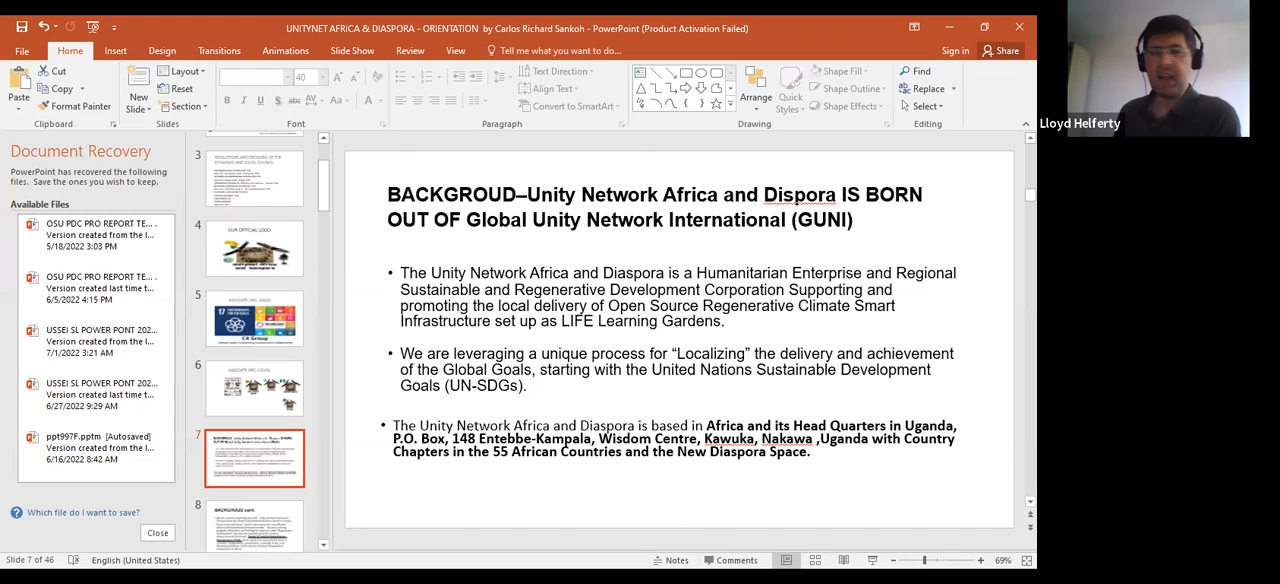 UNITYNET AFRICA & DIASPORA - ORIENTATION by Carlos Richard Sankoh - PowerPoint (Product Activation Failed)
File
Home
Insert
Design
Transitions
Animations
Slide Show
Review
View
Tell me what you want to do...
Sign in
Share
Paste
Cut
Copy
Format Painter
Clipboard
New Slide
Layout
Reset
Section
Slides
40
Font
Paragraph
Text Direction
Align Text
Convert to SmartArt
Arrange
Quick Styles
Shape Fill
Shape Outline
Shape Effects
Drawing
Find
Replace
Select
Editing
Lloyd Helferty
Document Recovery
PowerPoint has recovered the following
files. Save the ones you wish to keep.
Available Files
OSU PDC PRO REPORT TE... .
Version created from the l...
5/18/2022 3:03 PM
OSU PDC PRO REPORT TE... .
Version created last time t...
6/5/2022 4:15 PM
USSEI SL POWER PONT 202...
Version created from the l...
7/1/2022 3:21 AM
USSEI SL POWER PONT 202...
Version created last time t...
6/27/2022 9:29 AM
ppt997F.pptm [Autosaved]
Version created from the l...
6/16/2022 8:42 AM
Which file do I want to save?
Close
3
4
OUR OFFICIAL LOGO
5
17
C4 Group
6
7
8
BACKGROUD–Unity Network Africa and Dispora IS BORN
OUT OF Global Unity Network International (GUNI)
• The Unity Network Africa and Diaspora is a Humanitarian Enterprise and Regional
Sustainable and Regenerative Development Corporation Supporting and
promoting the local delivery of Open Source Regenerative Climate Smart
Infrastructure set up as LIFE Learning Gardens.
• We are leveraging a unique process for “Localizing” the delivery and achievement
of the Global Goals, starting with the United Nations Sustainable Development
Goals (UN-SDGs).
• The Unity Network Africa and Diaspora is based in Africa and its Head Quarters in Uganda,
P.O. Box, 148 Entebbe-Kampala, Wisdom Centre, Kawuka, Nakawa ,Uganda with Country
Chapters in the 55 African Countries and the New Diaspora Space.
Slide 7 of 46
English (United States)
Notes
Comments
69%